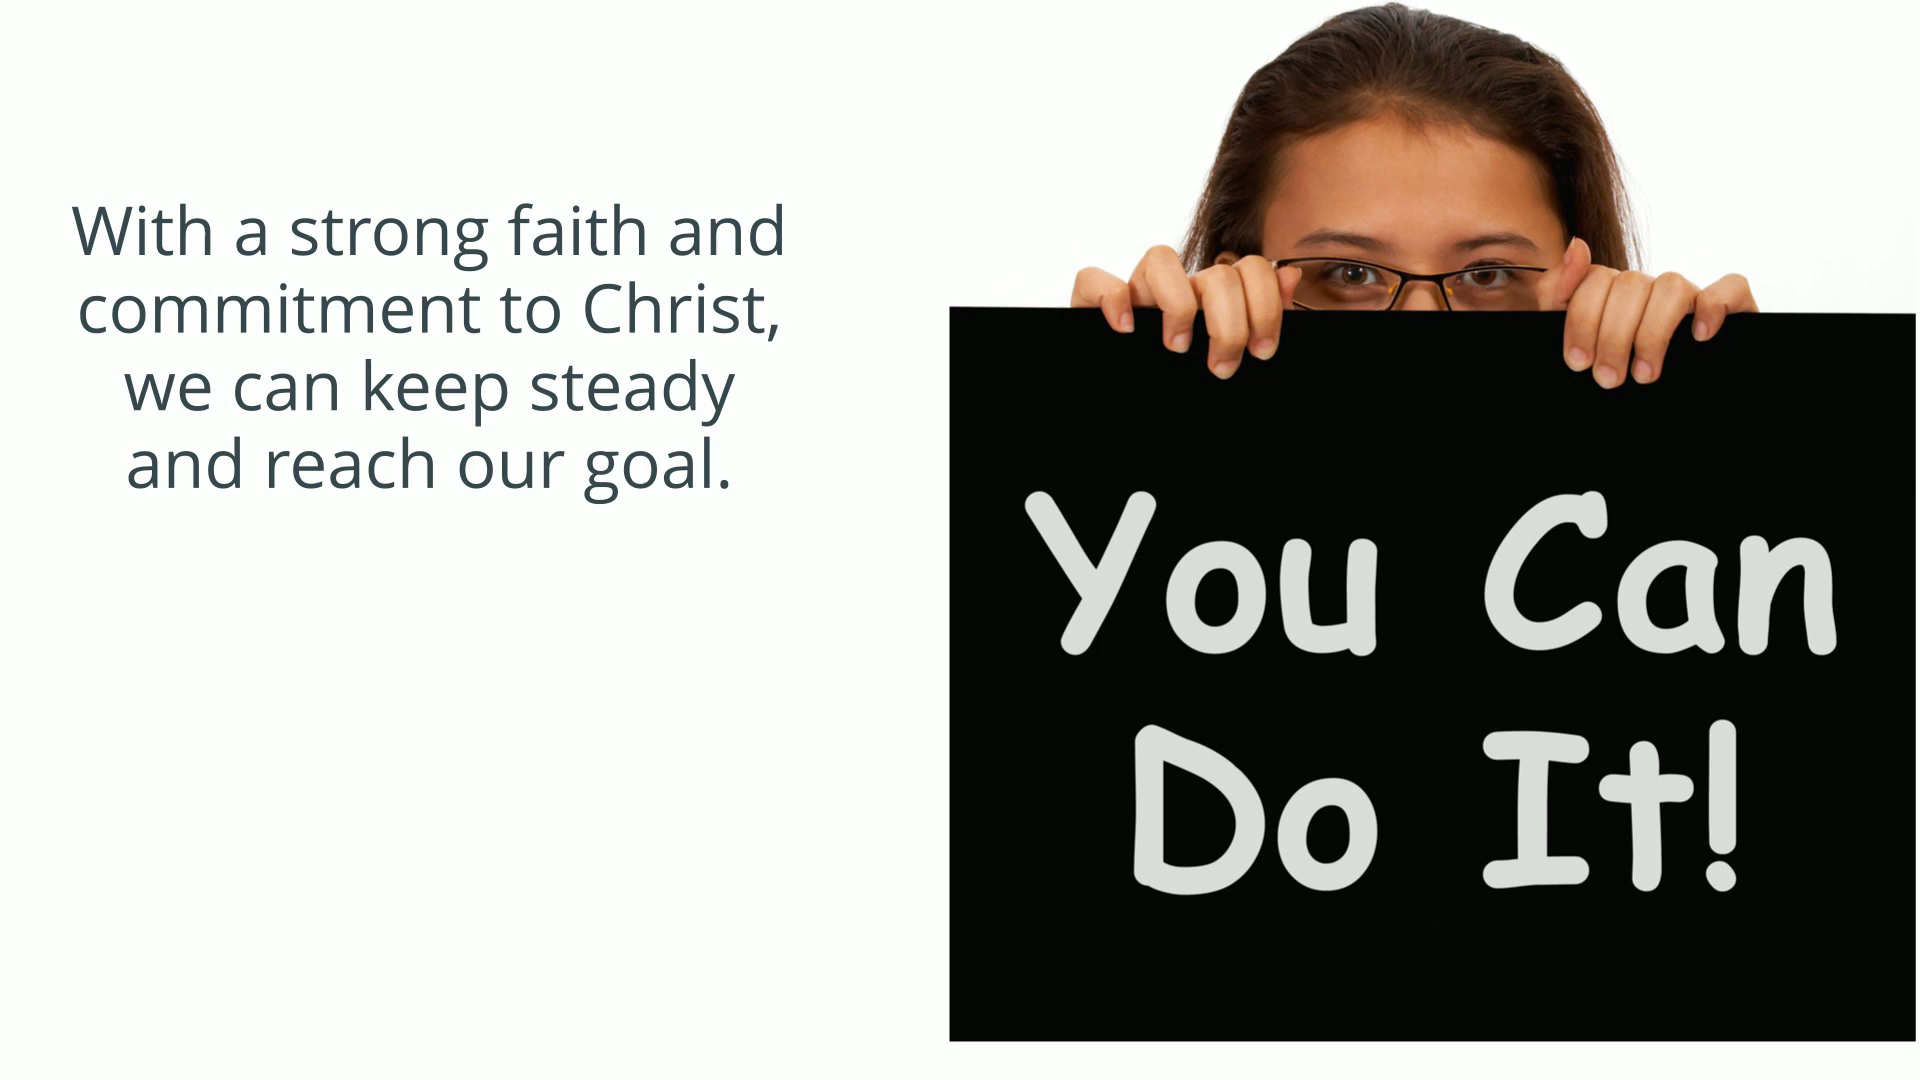 With a strong faith and
commitment to Christ,
we can keep steady
and reach our goal.
You Can
Do It!